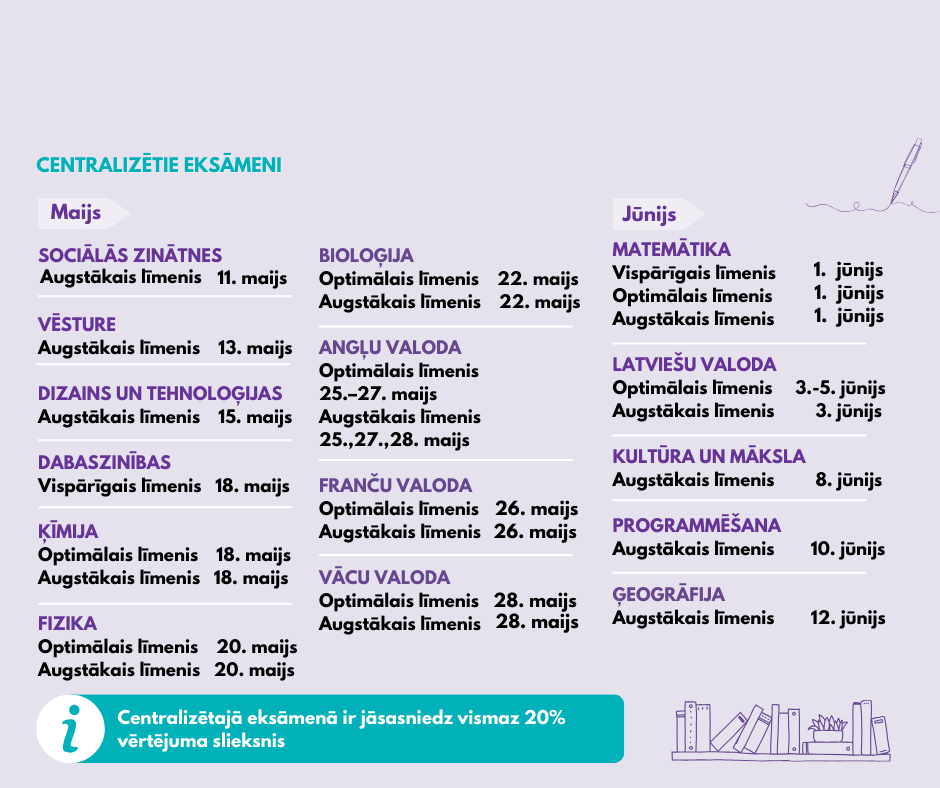 CENTRALIZĒTIE EKSĀMENI
Maijs
SOCIĀLĀS ZINĀTNES
Augstākais līmenis 11. maijs
VĒSTURE
Augstākais līmenis 13. maijs
DIZAINS UN TEHNOLOĢIJAS
Augstākais līmenis 15. maijs
DABASZINĪBAS
Vispārīgais līmenis 18. maijs
ĶĪMIJA
Optimālais līmenis 18. maijs
Augstākais līmenis 18. maijs
FIZIKA
Optimālais līmenis 20. maijs
Augstākais līmenis 20. maijs
BIOLOĢIJA
Optimālais līmenis 22. maijs
Augstākais līmenis 22. maijs
ANGĻU VALODA
Optimālais līmenis
25.–27. maijs
Augstākais līmenis
25.,27.,28. maijs
FRANČU VALODA
Optimālais līmenis 26. maijs
Augstākais līmenis 26. maijs
VĀCU VALODA
Optimālais līmenis 28. maijs
Augstākais līmenis 28. maijs
Jūnijs
MATEMĀTIKA
Vispārīgais līmenis 1. jūnijs
Optimālais līmenis 1. jūnijs
Augstākais līmenis 1. jūnijs
LATVIEŠU VALODA
Optimālais līmenis 3.-5. jūnijs
Augstākais līmenis 3. jūnijs
KULTŪRA UN MĀKSLA
Augstākais līmenis 8. jūnijs
PROGRAMMĒŠANA
Augstākais līmenis 10. jūnijs
ĢEOGRĀFIJA
Augstākais līmenis 12. jūnijs
i
Centralizētajā eksāmenā ir jāsasniedz vismaz 20%
vērtējuma slieksnis